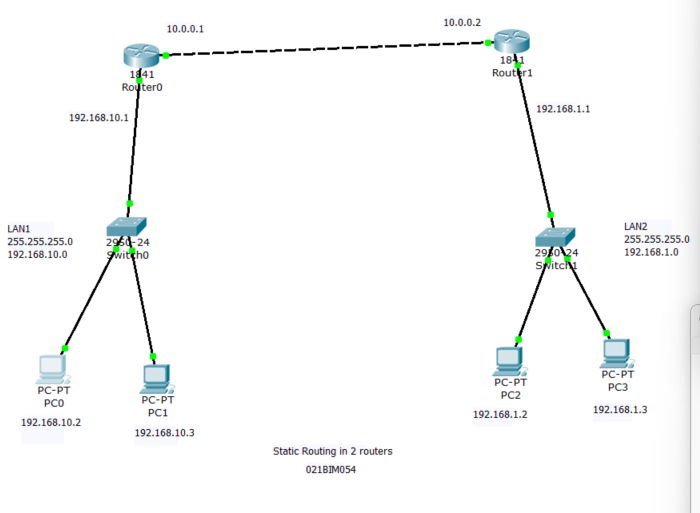 10.0.0.1
10.0.0.2
1841
Router0
1841
Router1
192.168.10.1
192.168.1.1
LAN1
255.255.255.0
192.168.10.0
2950-24
Switch0
LAN2
255.255.255.0
192.168.1.0
2950-24
Switch1
PC-PT
PC0
PC-PT
PC1
PC-PT
PC2
PC-PT
PC3
192.168.10.2
192.168.10.3
192.168.1.2
192.168.1.3
Static Routing in 2 routers
021BIM054